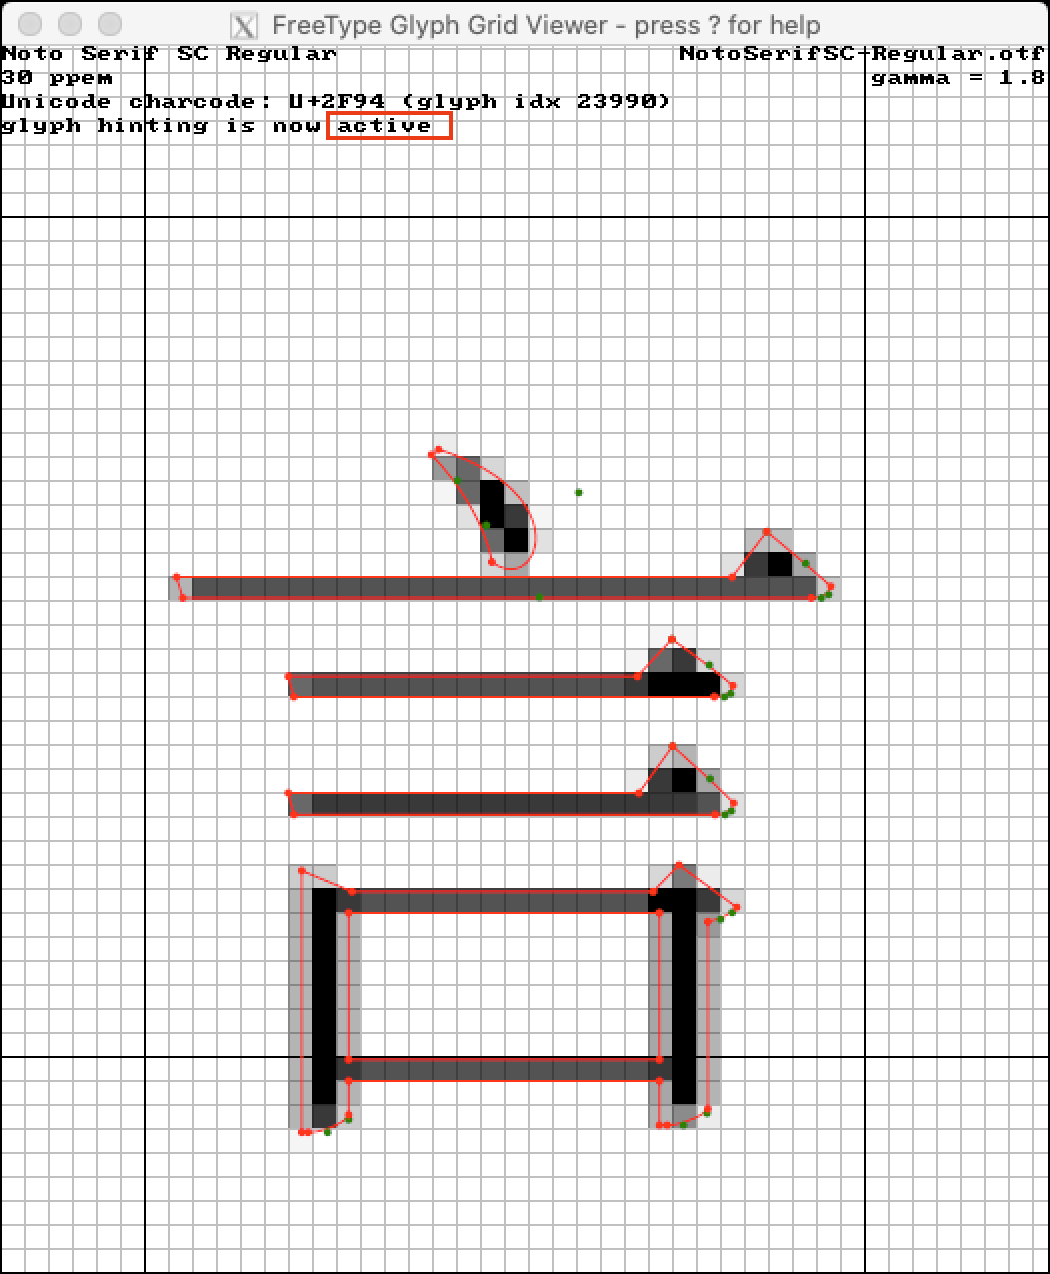 FreeType Glyph Grid Viewer - press ? for help
Noto Serif SC Regular NotoSerifSC-Regular.otf
30 ppem gamma = 1.8
Unicode charcode: U+2F94 (glyph idx 23990)
glyph hinting is now active
言